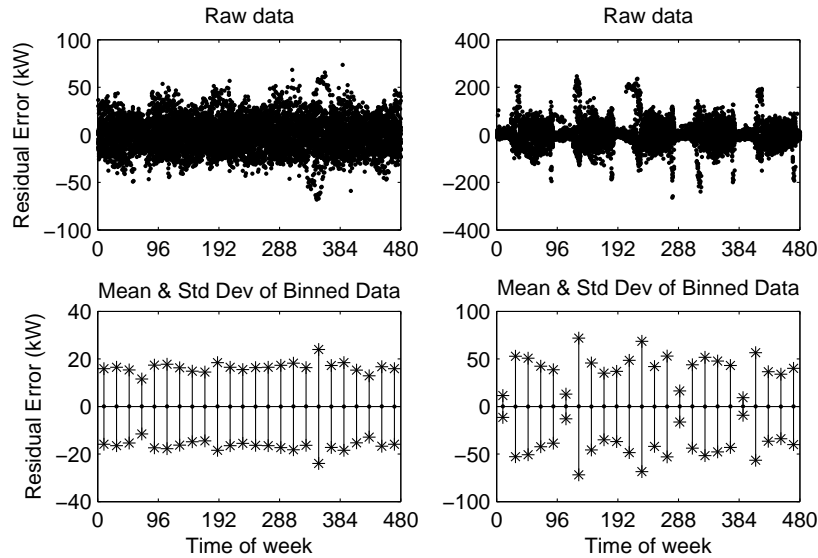 Raw data
Raw data
100
50
0
−50
−100
Residual Error (kW)
0 96 192 288 384 480
400
200
0
−200
−400
0 96 192 288 384 480
Mean & Std Dev of Binned Data
Mean & Std Dev of Binned Data
40
20
0
−20
−40
Residual Error (kW)
0 96 192 288 384 480
Time of week
100
50
0
−50
−100
0 96 192 288 384 480
Time of week